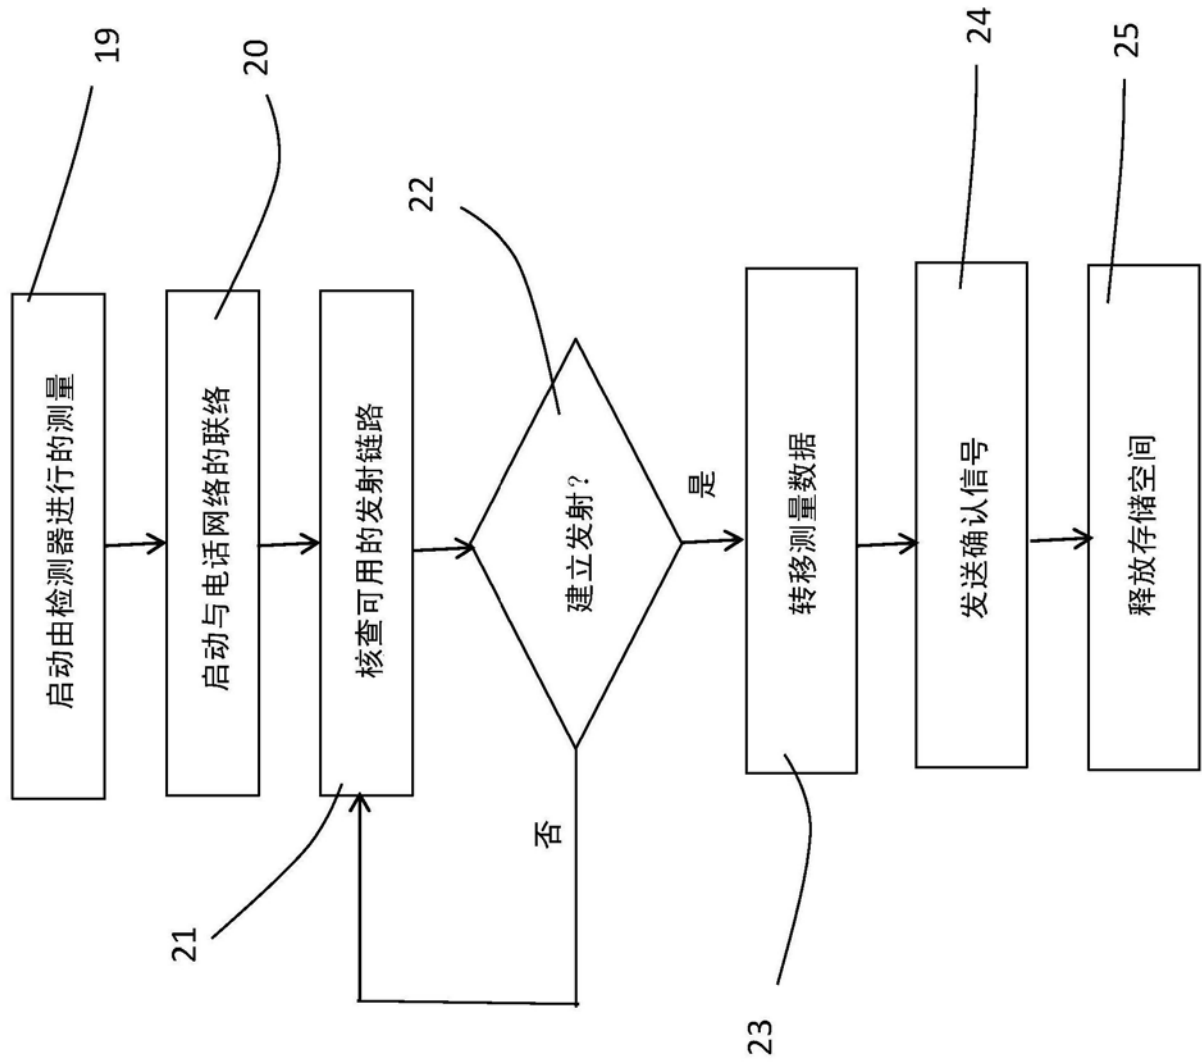 19
启动由检测器进行的测量
20
启动与电话网络的联络
21
核查可用的发射链路
22
建立发射？
否
是
23
转移测量数据
24
发送确认信号
25
释放存储空间